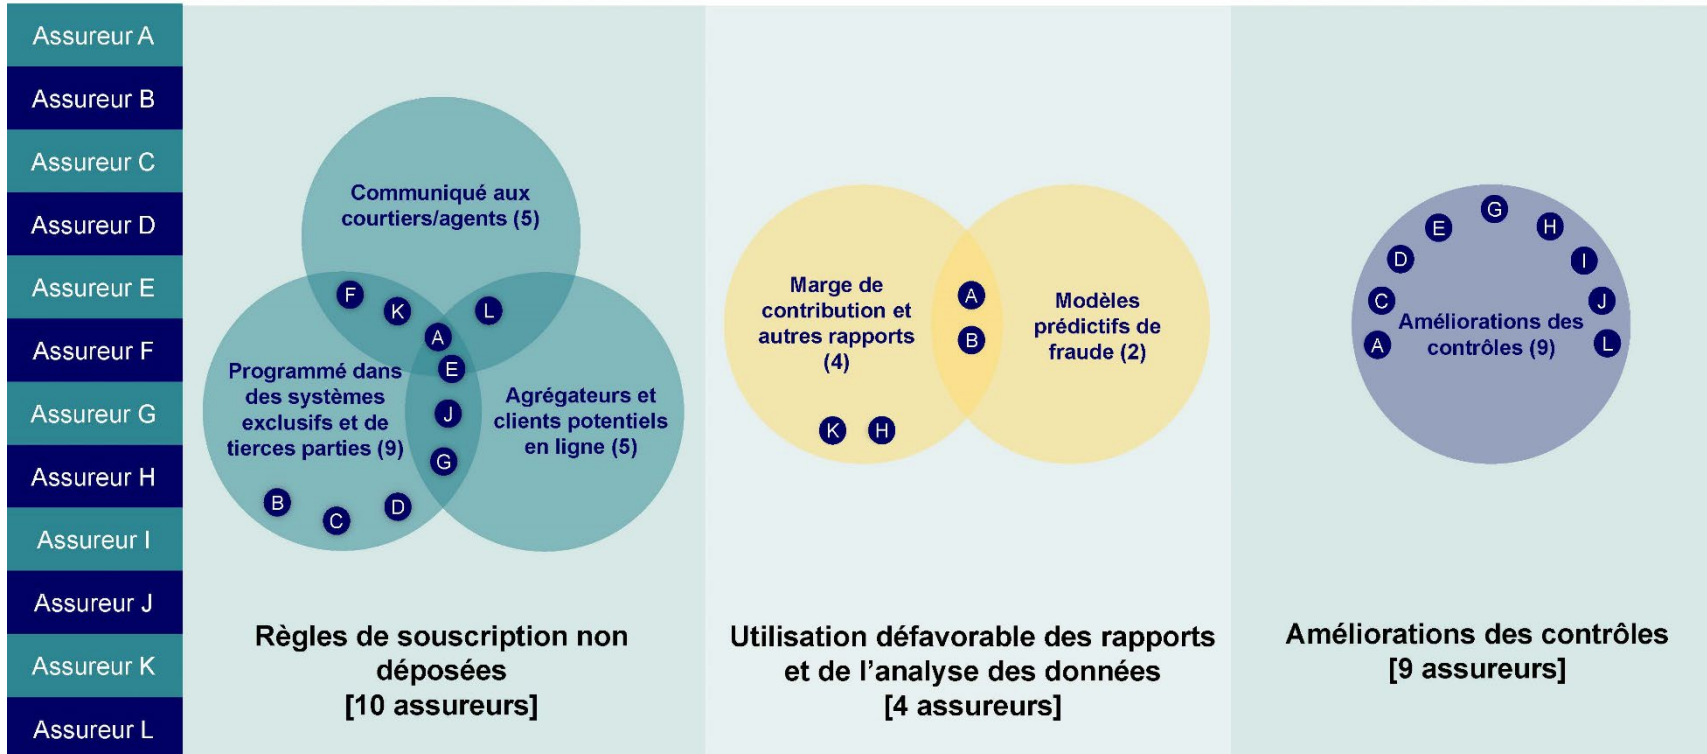 Assureur A
Assureur B
Assureur C
Assureur D
Assureur E
Assureur F
Assureur G
Assureur H
Assureur I
Assureur J
Assureur K
Assureur L
Communiqué aux
courtiers/agents (5)
F
K
L
A
E
J
G
Programmé dans
des systèmes
exclusifs et de
tierces parties (9)
Agrégateurs et
clients potentiels
en ligne (5)
B
C
D
Règles de souscription non
déposées
[10 assureurs]
Marge de
contribution et
autres rapports
(4)
A
B
Modèles
prédictifs de
fraude (2)
K
H
Utilisation défavorable des rapports
et de l'analyse des données
[4 assureurs]
A
C
D
E
G
H
I
J
L
Améliorations des
contrôles (9)
Améliorations des contrôles
[9 assureurs]